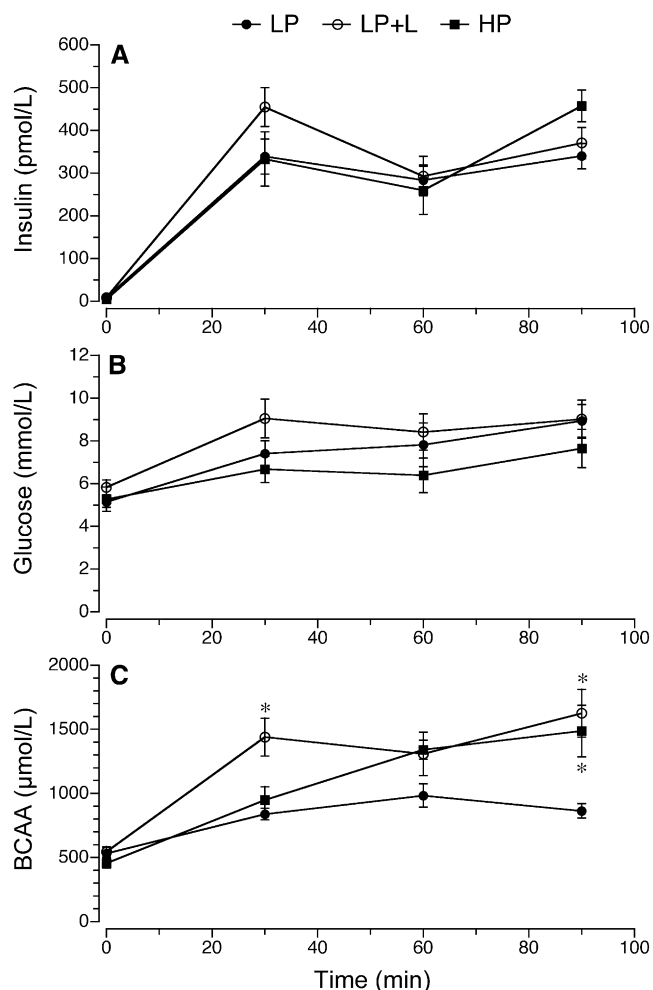 LP LP+L HP
A
Insulin (pmol/L)
600
500
400
300
200
100
0
0 20 40 60 80 100
B
Glucose (mmol/L)
12
10
8
6
4
2
0
0 20 40 60 80 100
C
BCAA (µmol/L)
2000
1500
1000
500
0
* *
*
0 20 40 60 80 100
Time (min)